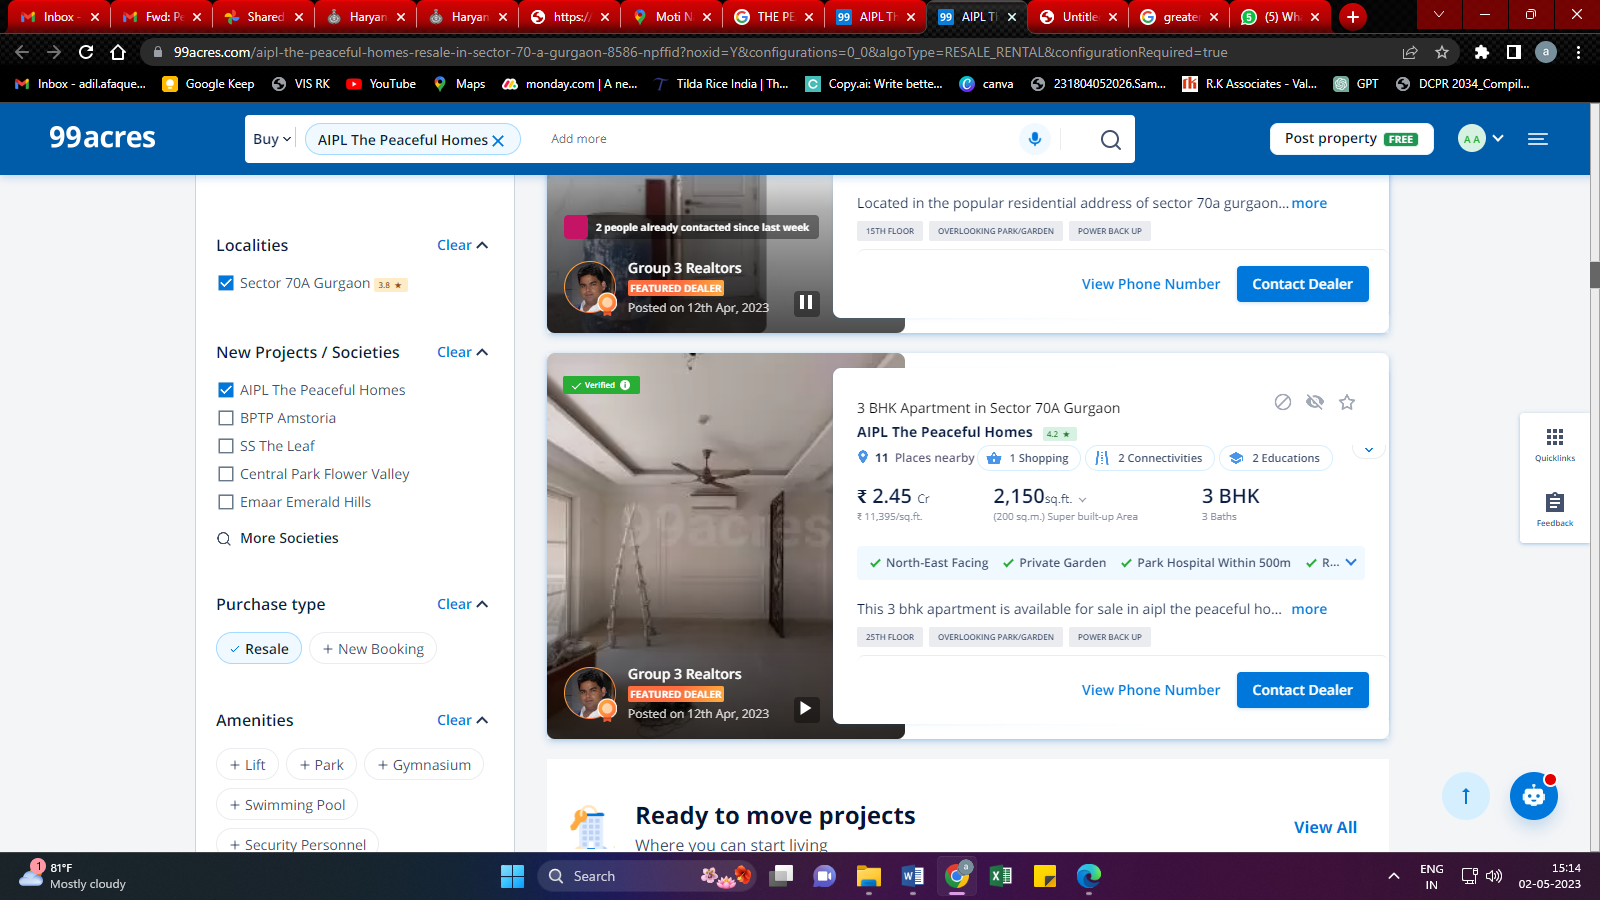 Inbox -
Fwd: Pe
Shared
Haryan
Haryan
https:/
Moti N
THE PE
AIPL Th
AIPL Th
Untitle
greater
(5) Wha
99acres.com/aipl-the-peaceful-homes-resale-in-sector-70-a-gurgaon-8586-npffid?noxid=Y&configurations=0_0&algoType=RESALE_RENTAL&configurationRequired=true
a
Inbox - adil.afaque...
Google Keep
VIS RK
YouTube
Maps
monday.com | A ne...
Tilda Rice India | Th...
Copy.ai: Write bette...
canva
231804052026.Sam...
R.K Associates - Val...
GPT
DCPR 2034_Compil...
99acres
Buy
AIPL The Peaceful Homes
Add more
Post property FREE
A A
Localities
Clear
Sector 70A Gurgaon 3.8 ★
New Projects / Societies
Clear
AIPL The Peaceful Homes
BPTP Amstoria
SS The Leaf
Central Park Flower Valley
Emaar Emerald Hills
More Societies
Purchase type
Clear
Resale
+ New Booking
Amenities
Clear
+ Lift
+ Park
+ Gymnasium
+ Swimming Pool
+ Security Personnel
2 people already contacted since last week
Group 3 Realtors
FEATURED DEALER
Posted on 12th Apr, 2023
Located in the popular residential address of sector 70a gurgaon... more
15TH FLOOR
OVERLOOKING PARK/GARDEN
POWER BACK UP
View Phone Number
Contact Dealer
Verified
99acres
Group 3 Realtors
FEATURED DEALER
Posted on 12th Apr, 2023
3 BHK Apartment in Sector 70A Gurgaon
AIPL The Peaceful Homes 4.2 ★
11 Places nearby
1 Shopping
2 Connectivities
2 Educations
₹ 2.45 Cr
₹ 11,395/sq.ft.
2,150sq.ft.
(200 sq.m.) Super built-up Area
3 BHK
3 Baths
North-East Facing
Private Garden
Park Hospital Within 500m
R...
This 3 bhk apartment is available for sale in aipl the peaceful ho... more
25TH FLOOR
OVERLOOKING PARK/GARDEN
POWER BACK UP
View Phone Number
Contact Dealer
Ready to move projects
Where you can start living
View All
Quicklinks
Feedback
1
81°F
Mostly cloudy
Search
a
ENG
IN
15:14
02-05-2023